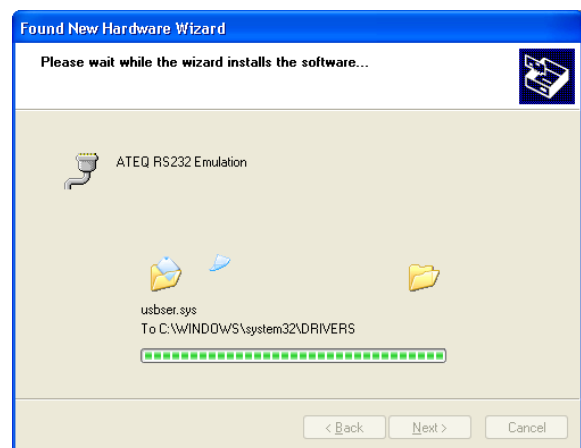 Found New Hardware Wizard
Please wait while the wizard installs the software...
ATEQ RS232 Emulation
usbser.sys
To C:\WINDOWS\system32\DRIVERS
< Back Next > Cancel